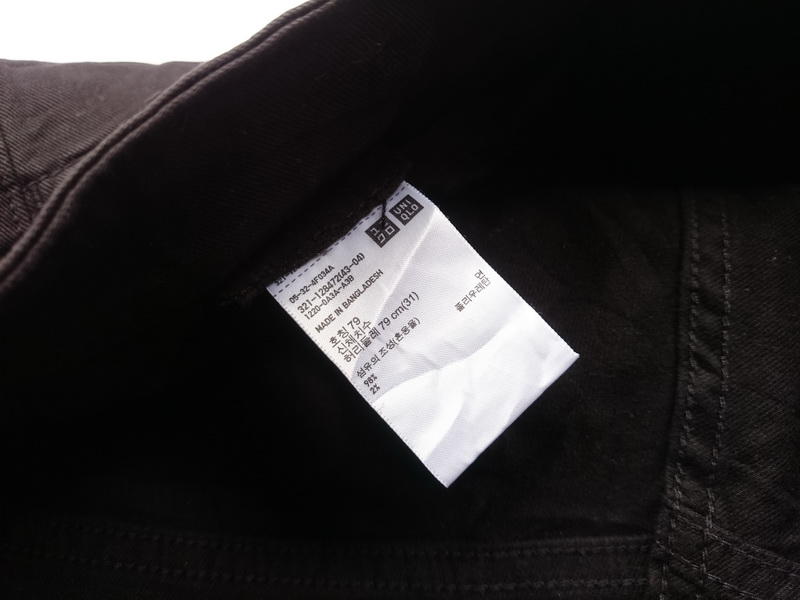 UNI
QLO
05-32-4F034A
321-128472(43-04)
1220-0A3A-A3B
MADE IN BANGLADESH
호칭 79
신체치수
허리둘레 79 cm(31)
섬유의 조성(혼용율)
98% 면
2% 폴리우레탄